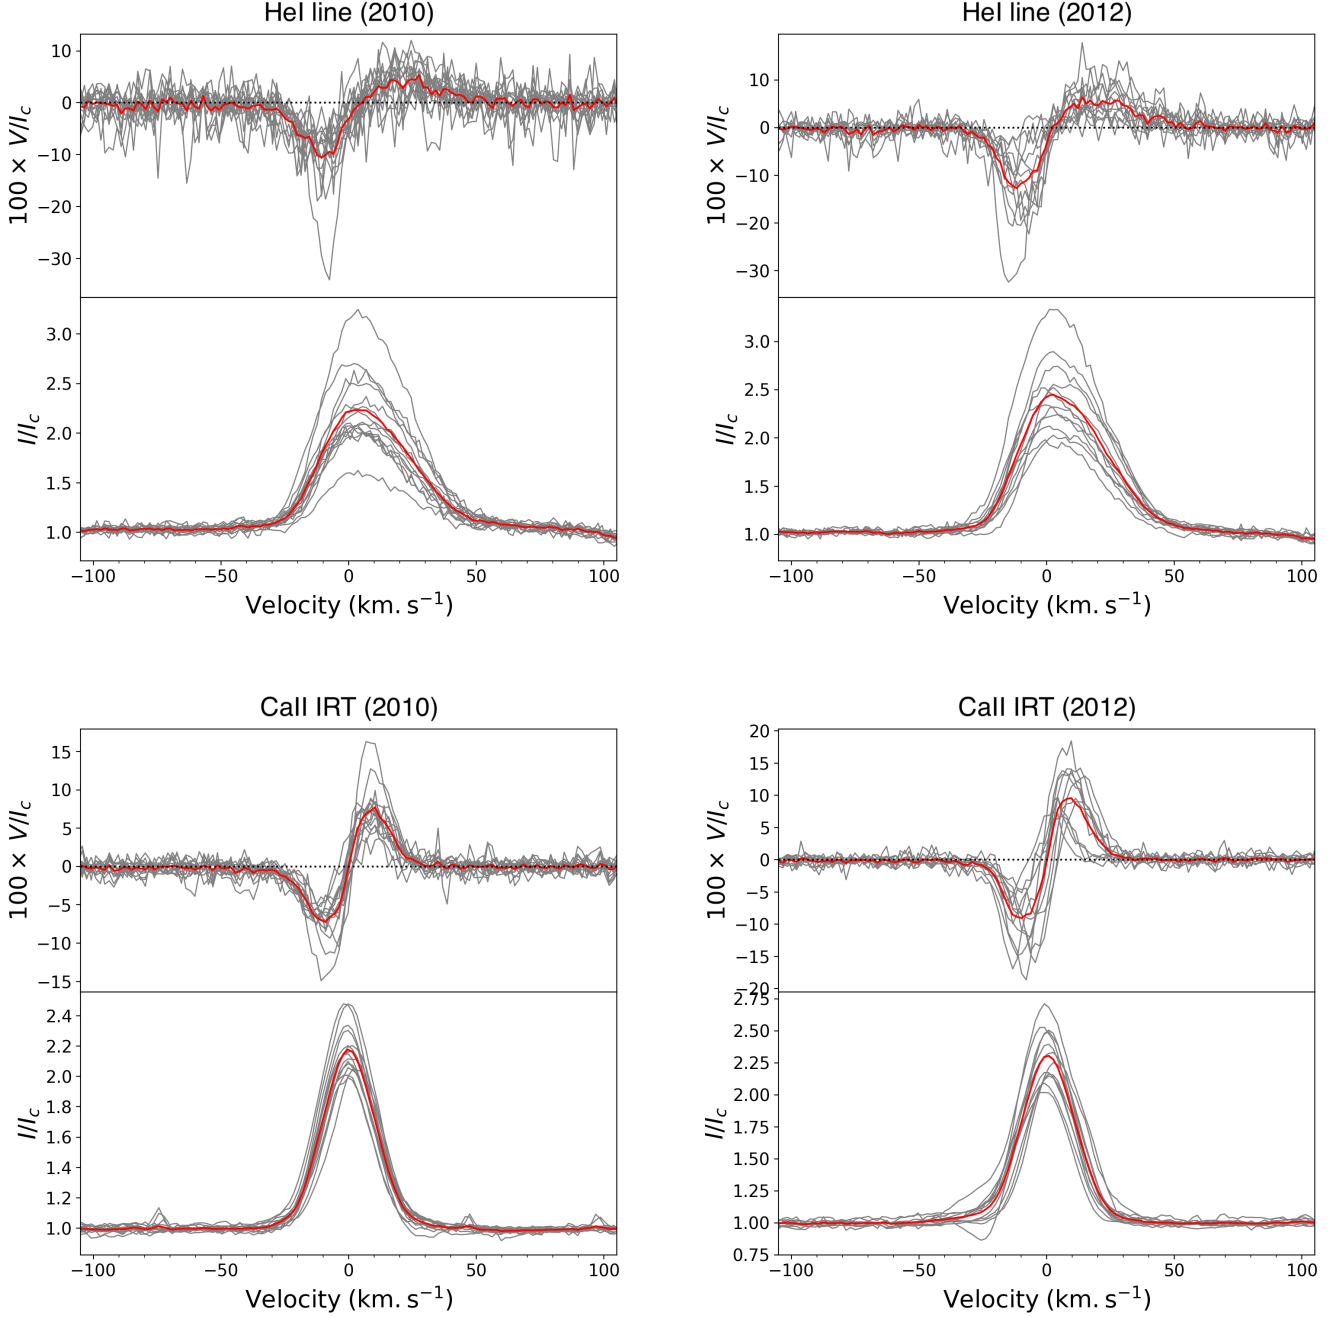 HeI line (2010)
10
0
−10
−20
−30
100 × V/Ic
3.0
2.5
2.0
1.5
1.0
I/Ic
−100 −50 0 50 100
Velocity (km. s−1)
HeI line (2012)
10
0
−10
−20
−30
100 × V/Ic
3.0
2.5
2.0
1.5
1.0
I/Ic
−100 −50 0 50 100
Velocity (km. s−1)
CaII IRT (2010)
15
10
5
0
−5
−10
−15
100 × V/Ic
2.4
2.2
2.0
1.8
1.6
1.4
1.2
1.0
I/Ic
−100 −50 0 50 100
Velocity (km. s−1)
CaII IRT (2012)
20
15
10
5
0
−5
−10
−15
−20
100 × V/Ic
2.75
2.50
2.25
2.00
1.75
1.50
1.25
1.00
0.75
I/Ic
−100 −50 0 50 100
Velocity (km. s−1)